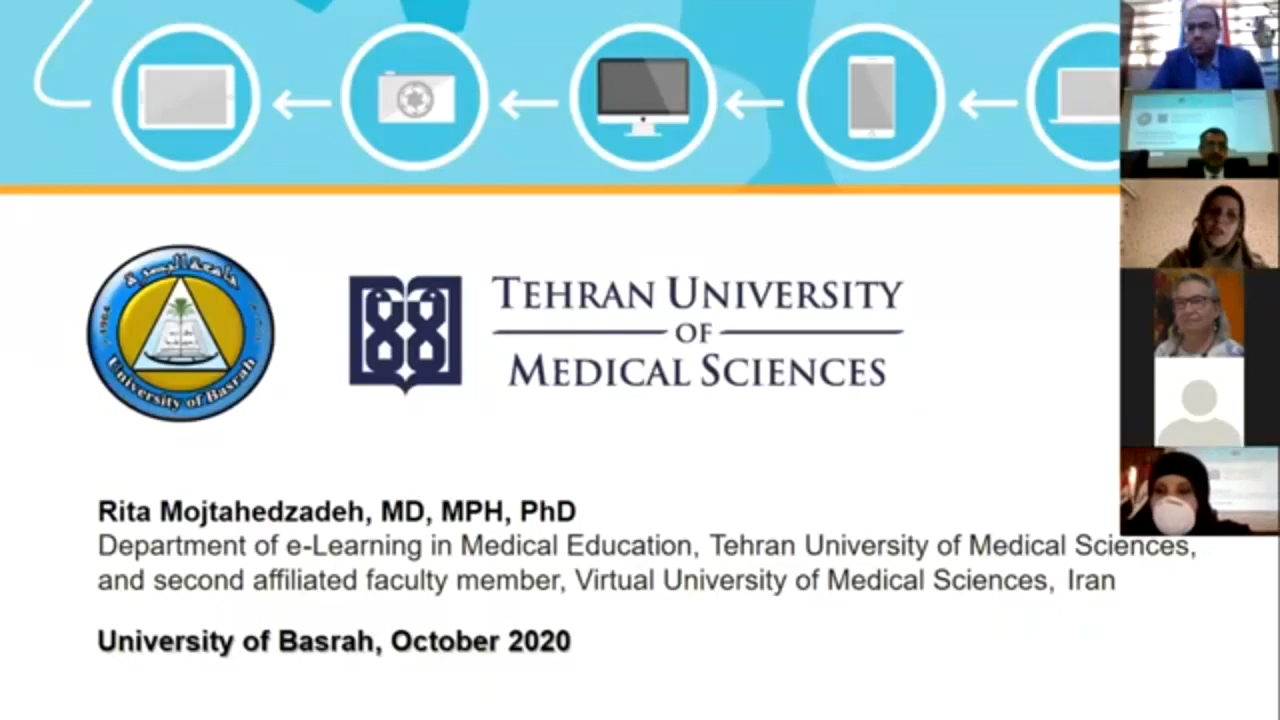 جامعة البصرة
1964
University of Basrah
TEHRAN UNIVERSITY
OF
MEDICAL SCIENCES
Rita Mojtahedzadeh, MD, MPH, PhD
Department of e-Learning in Medical Education, Tehran University of Medical Sciences,
and second affiliated faculty member, Virtual University of Medical Sciences, Iran
University of Basrah, October 2020